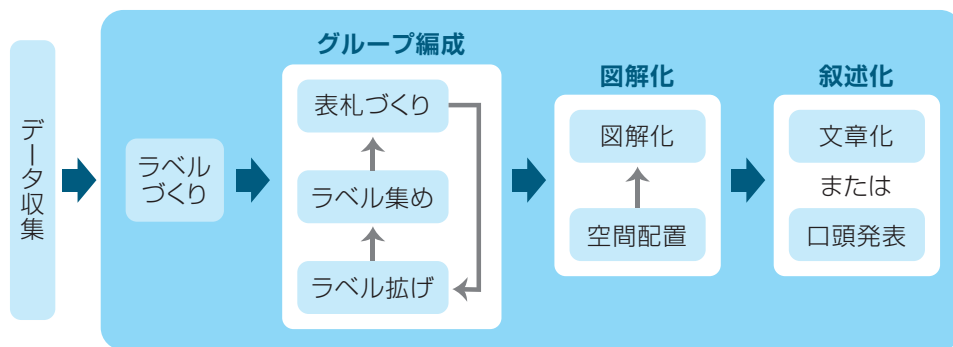 データ収集
ラベル
づくり
グループ編成
表札づくり
ラベル集め
ラベル拡げ
図解化
図解化
空間配置
叙述化
文章化
または
口頭発表